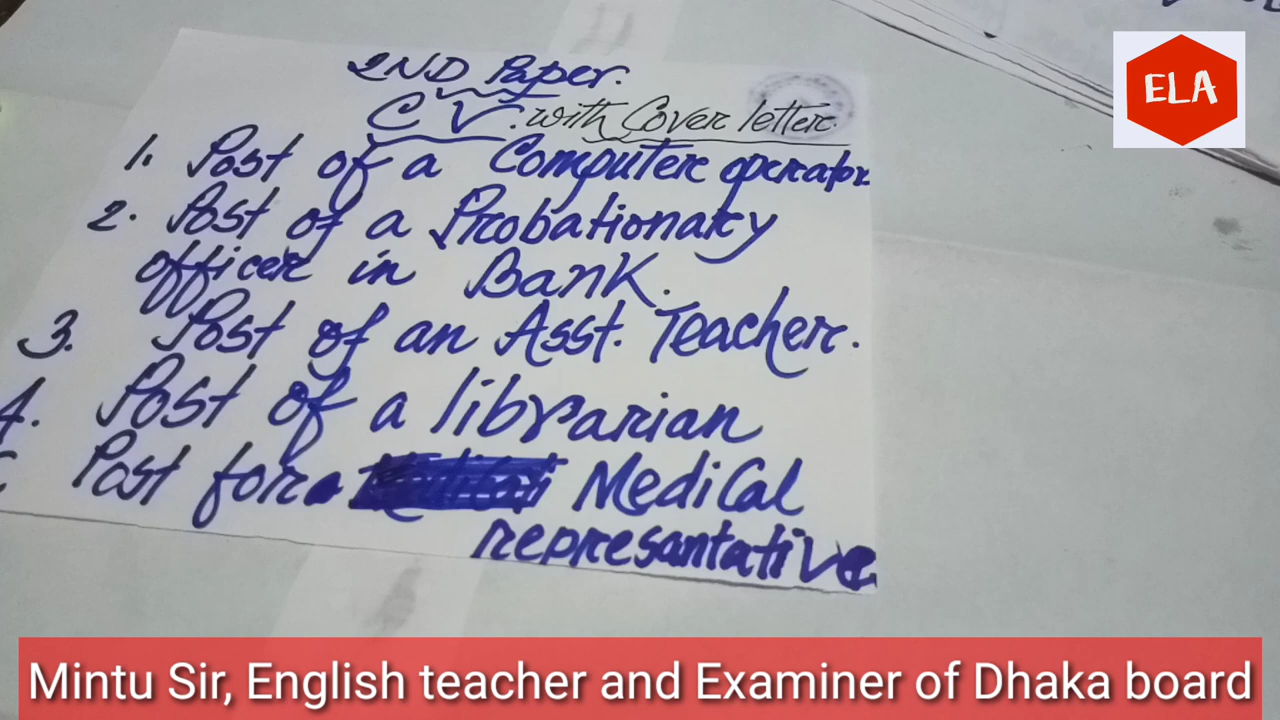 2ND Paper.
CV. with Cover letter.
1. Post of a Computer operator
2. Post of a Probationary
officer in Bank.
3. Post of an Asst. Teacher.
4. Post of a librarian
Post for a Medical
represantative
ELA
Mintu Sir, English teacher and Examiner of Dhaka board